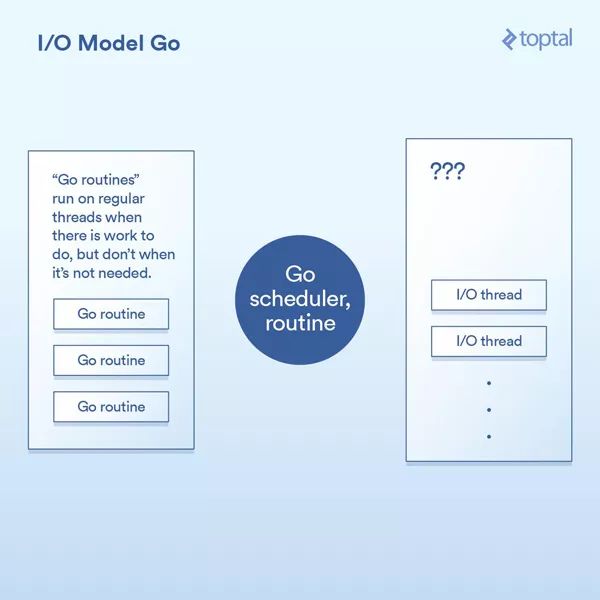 I/O Model Go
toptal
“Go routines”
run on regular
threads when
there is work to
do, but don’t when
it’s not needed.
Go routine
Go routine
Go routine
Go
scheduler,
routine
???
I/O thread
I/O thread